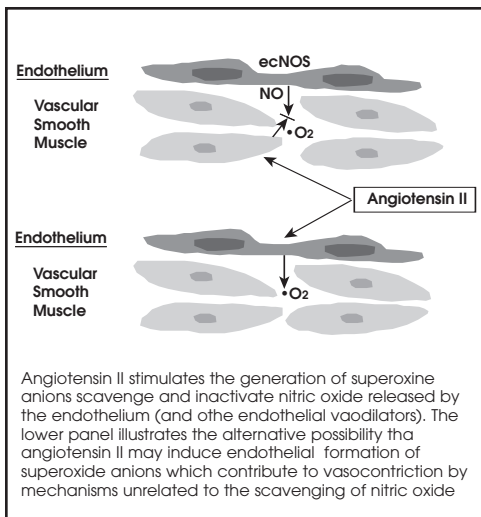 ecNOS
Endothelium
NO
Vascular
Smooth
Muscle
•O2
Angiotensin II
Endothelium
Vascular
Smooth
Muscle
•O2
Angiotensin II stimulates the generation of superoxine
anions scavenge and inactivate nitric oxide released by
the endothelium (and othe endothelial vaodilators). The
lower panel illustrates the alternative possibility tha
angiotensin II may induce endothelial formation of
superoxide anions which contribute to vasocontriction by
mechanisms unrelated to the scavenging of nitric oxide